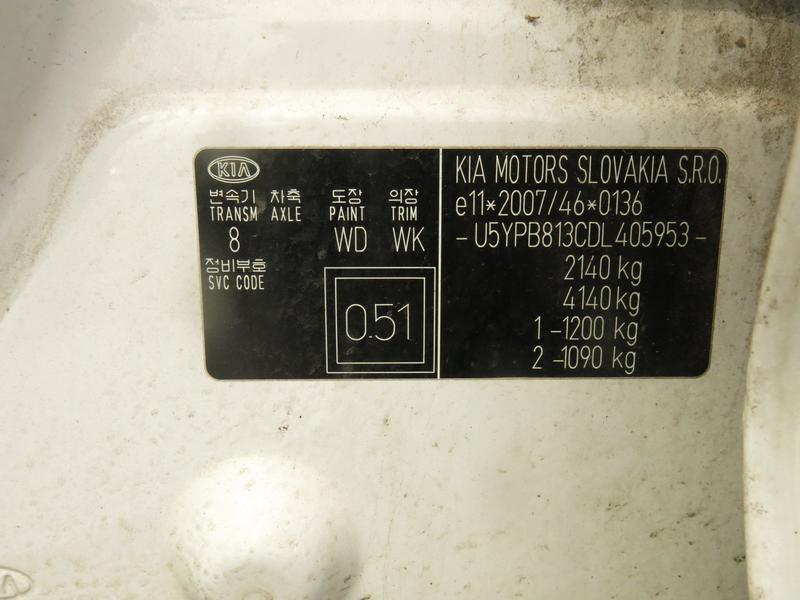 KIA
변속기 차축 도장 의장
TRANSM AXLE PAINT TRIM
8 WD WK
정비부호
SVC CODE
0.51
KIA MOTORS SLOVAKIA S.R.O.
e11*2007/46*0136
-U5YPB813CDL405953-
2140 kg
4140 kg
1 -1200 kg
2 -1090 kg